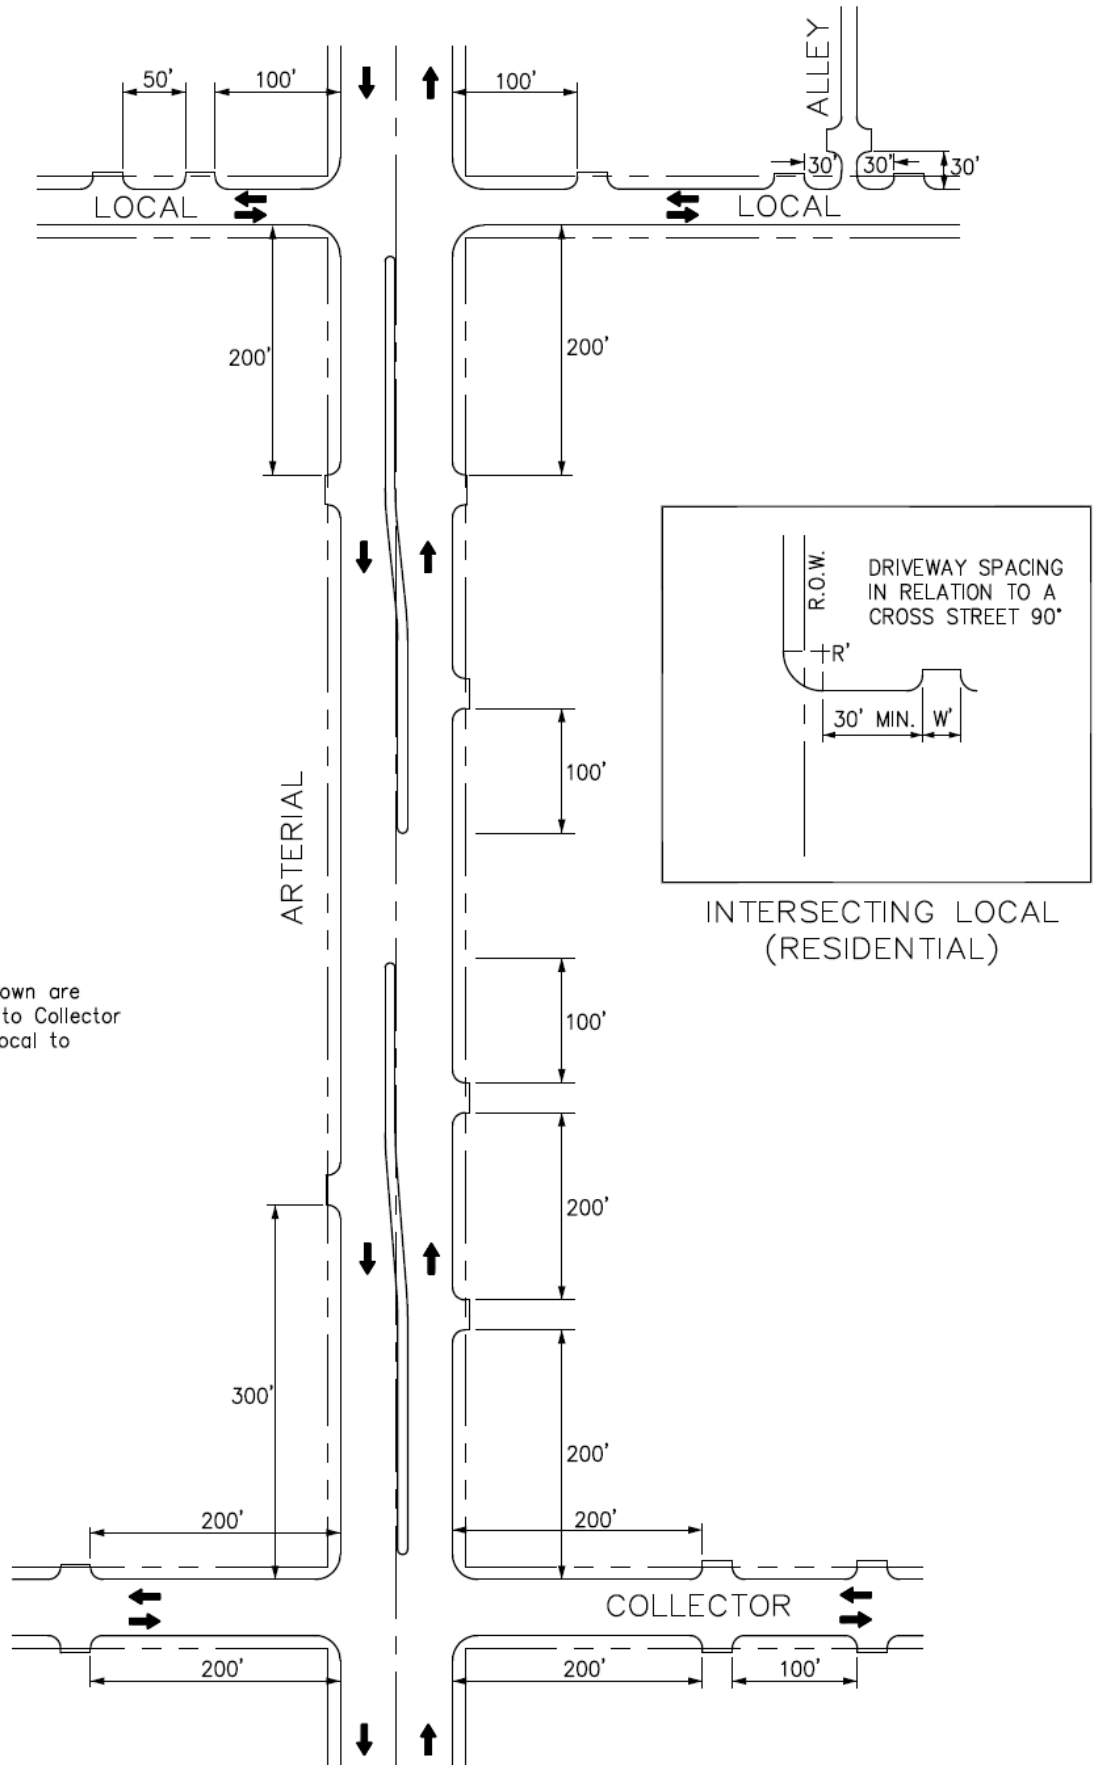 ALLEY
50'
100'
100'
30'
30'
30'
LOCAL
LOCAL
200'
200'
R.O.W.
DRIVEWAY SPACING
IN RELATION TO A
CROSS STREET 90°
R'
30' MIN.
W'
100'
ARTERIAL
INTERSECTING LOCAL
(RESIDENTIAL)
own are
to Collector
ocal to
100'
200'
300'
200'
200'
200'
COLLECTOR
200'
200'
100'